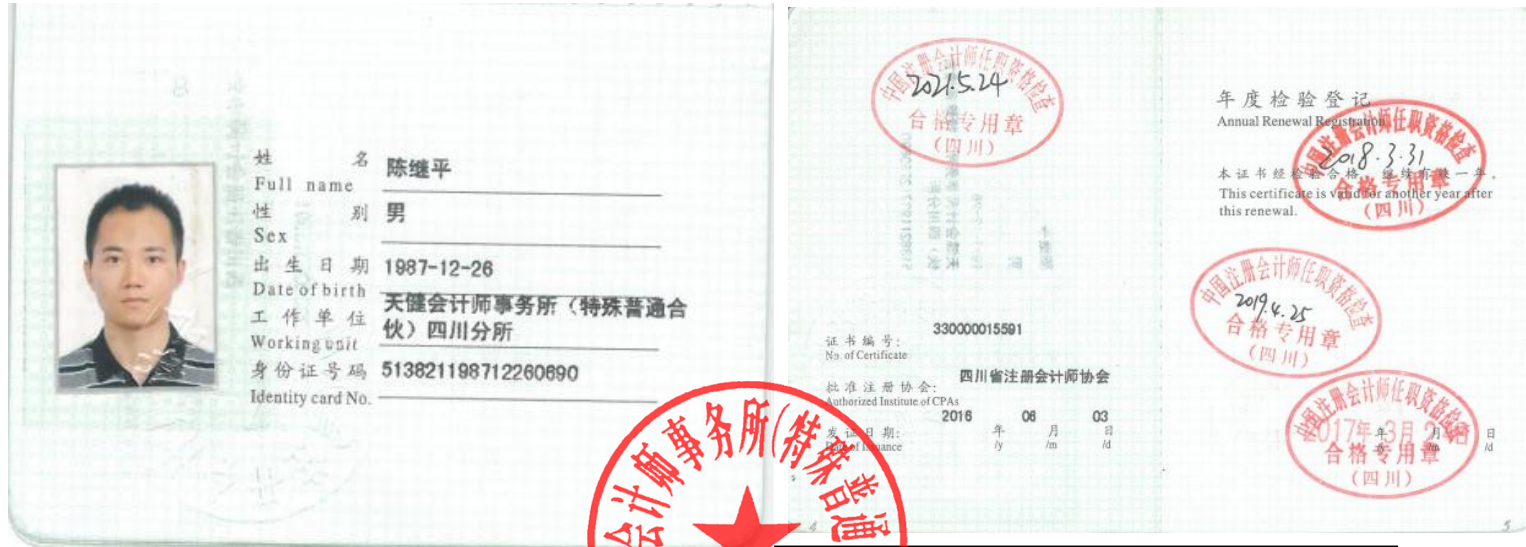 姓 名 陈继平
Full name
性 别 男
Sex
出 生 日 期 1987-12-26
Date of birth
工 作 单 位 天健会计师事务所（特殊普通合
Working unit 伙）四川分所
身 份 证 号 码 513821198712260690
Identity card No.
会计师事务所(特殊普通
中国注册会计师任职资格检查
2021.5.24
合格专用章
(四川)
证 书 编 号: 330000015591
No. of Certificate
批 准 注 册 协 会: 四川省注册会计师协会
Authorized Institute of CPAs
发 证 日 期: 2016 年 06 月 03 日
Date of Issuance /y /m /d
4
年 度 检 验 登 记
Annual Renewal Registration
中国注册会计师任职资格检查
2018.3.31
合格专用章
(四川)
本 证 书 经 检 验 合 格 , 继 续 有 效 一 年 .
This certificate is valid for another year after
this renewal.
中国注册会计师任职资格检查
2019.4.25
合格专用章
(四川)
中国注册会计师任职资格检查
合格专用章
(四川)
年 月 日
/y /m /d
5